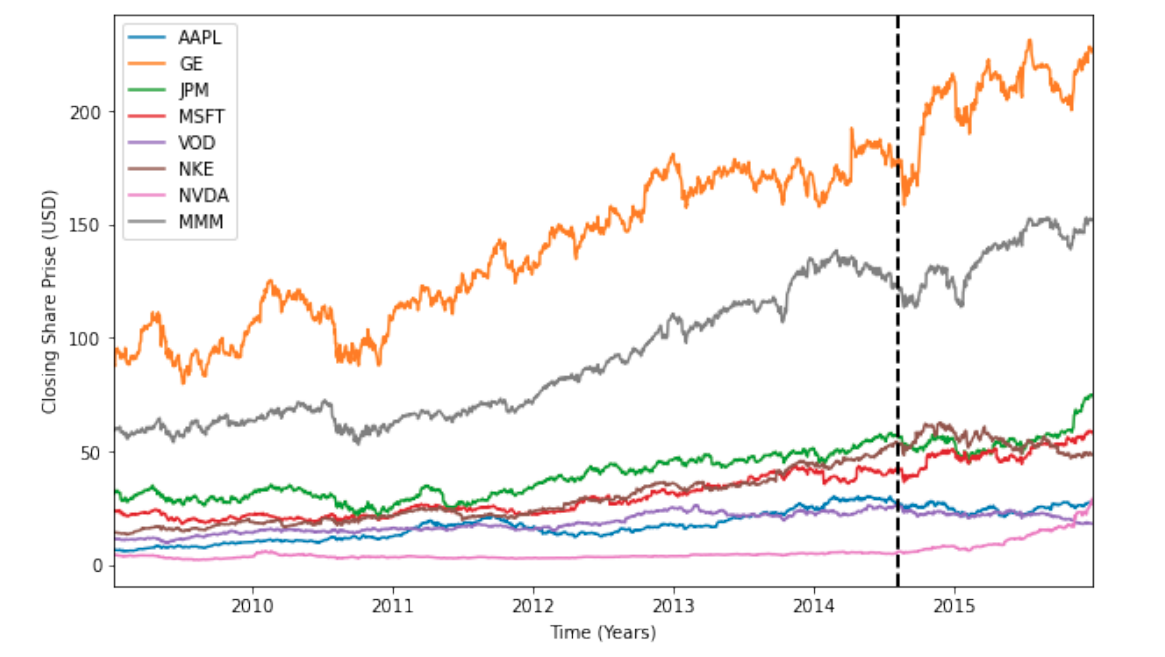 AAPL
GE
JPM
MSFT
VOD
NKE
NVDA
MMM
200
150
100
50
0
Closing Share Prise (USD)
2010 2011 2012 2013 2014 2015
Time (Years)